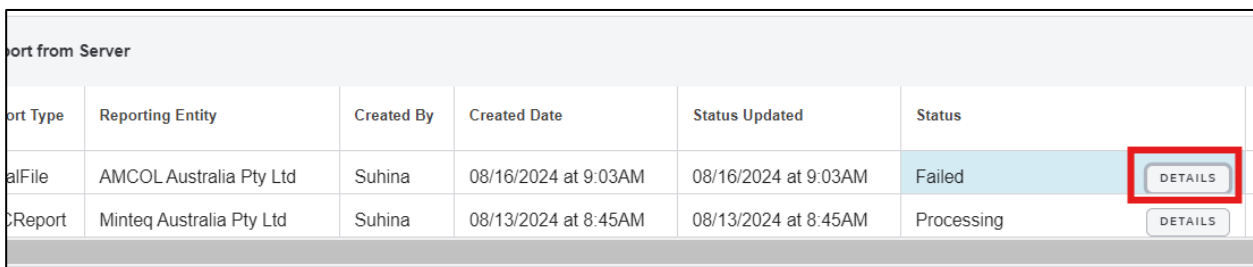 port from Server
ort Type Reporting Entity Created By Created Date Status Updated Status
alFile AMCOL Australia Pty Ltd Suhina 08/16/2024 at 9:03AM 08/16/2024 at 9:03AM Failed DETAILS
CReport Minteq Australia Pty Ltd Suhina 08/13/2024 at 8:45AM 08/13/2024 at 8:45AM Processing DETAILS